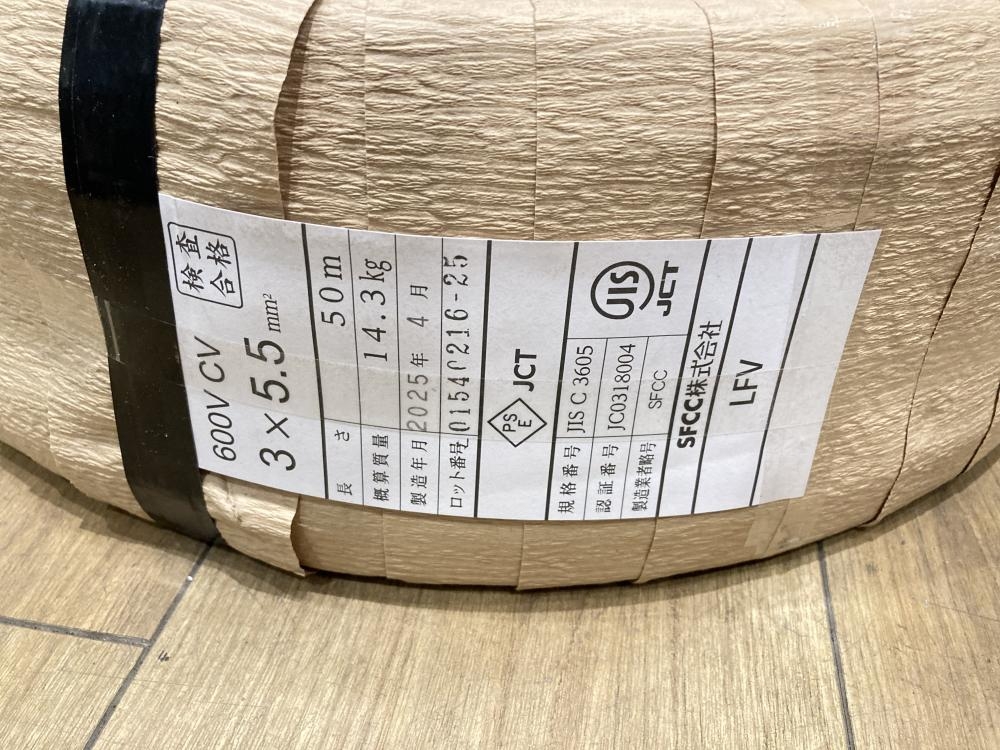 検査
合格
600V CV
3×5.5 mm²
長さ 50m
概算質量 14.3kg
製造年月 2025年 4月
ロット番号 0154C216-25
PS
E
JCT
JIS
JCT
規格番号 JIS C 3605
認証番号 JC0318004
製造業者略号 SFCC
SFCC株式会社
LFV